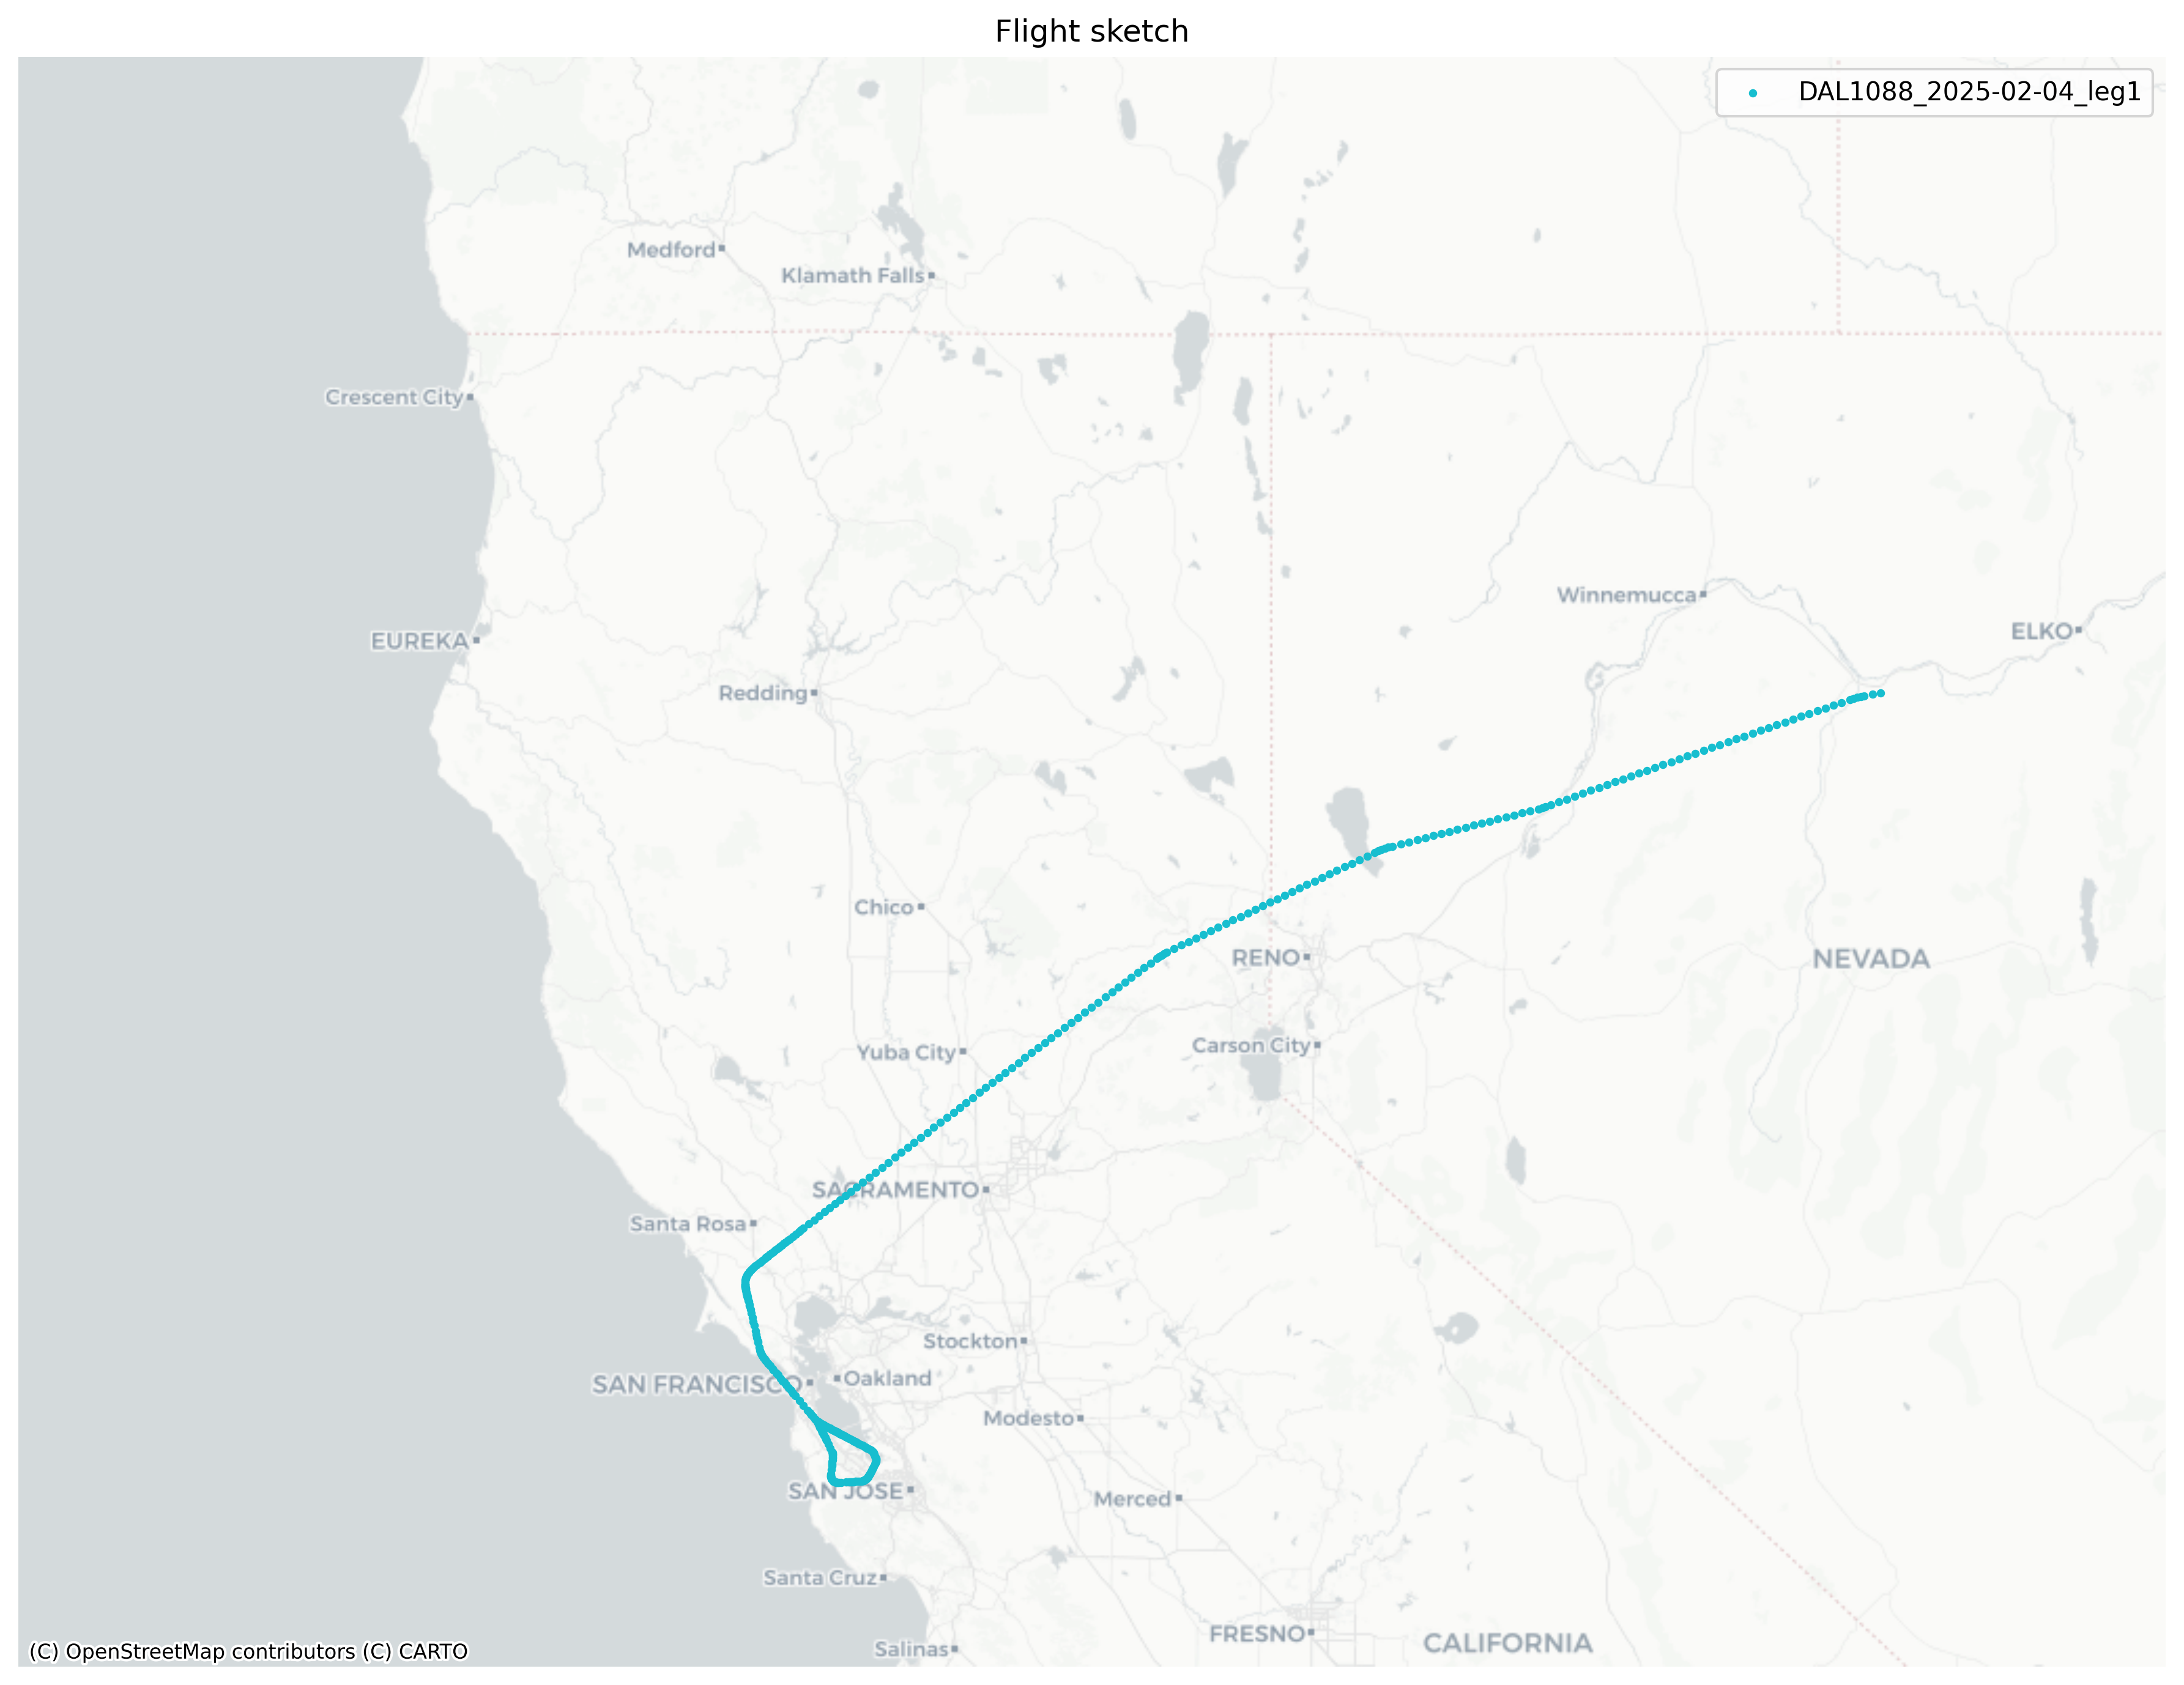 Flight sketch
DAL1088_2025-02-04_leg1
Medford
Klamath Falls
Crescent City
Winnemucca
EUREKA
ELKO
Redding
Chico
RENO
NEVADA
Yuba City
Carson City
SACRAMENTO
Santa Rosa
Stockton
SAN FRANCISCO
Oakland
Modesto
SAN JOSE
Merced
Santa Cruz
FRESNO
CALIFORNIA
Salinas
(C) OpenStreetMap contributors (C) CARTO